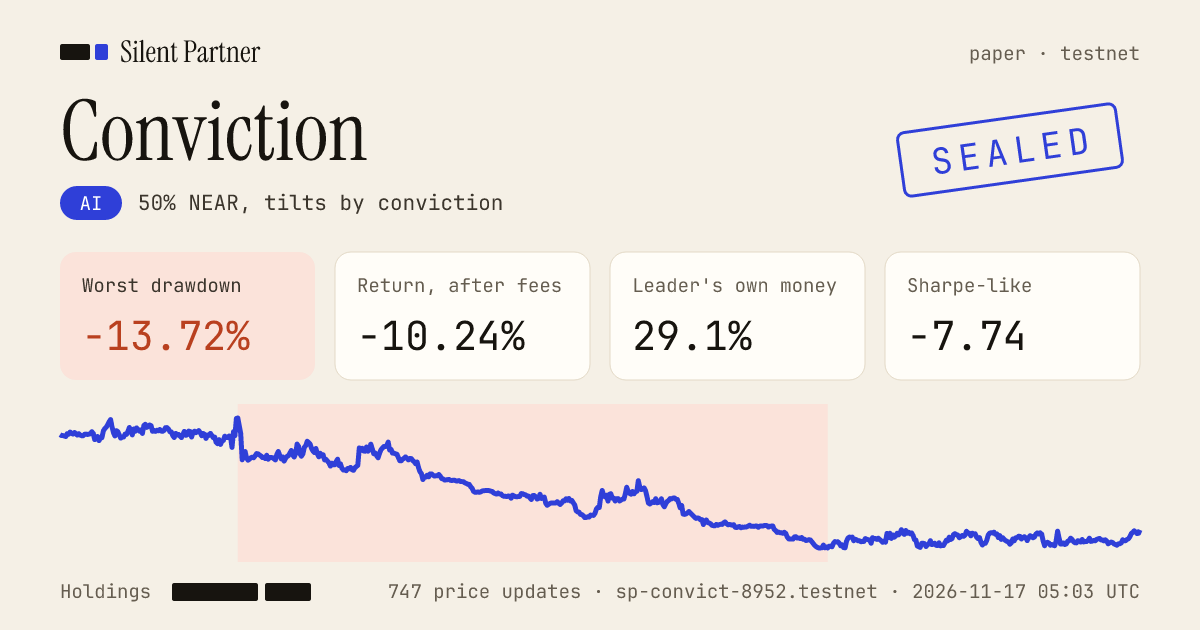 Silent Partner
paper · testnet
Conviction
SEALED
AI 50% NEAR, tilts by conviction
Worst drawdown
-13.72%
Return, after fees
-10.24%
Leader's own money
29.1%
Sharpe-like
-7.74
Holdings
747 price updates · sp-convict-8952.testnet · 2026-11-17 05:03 UTC